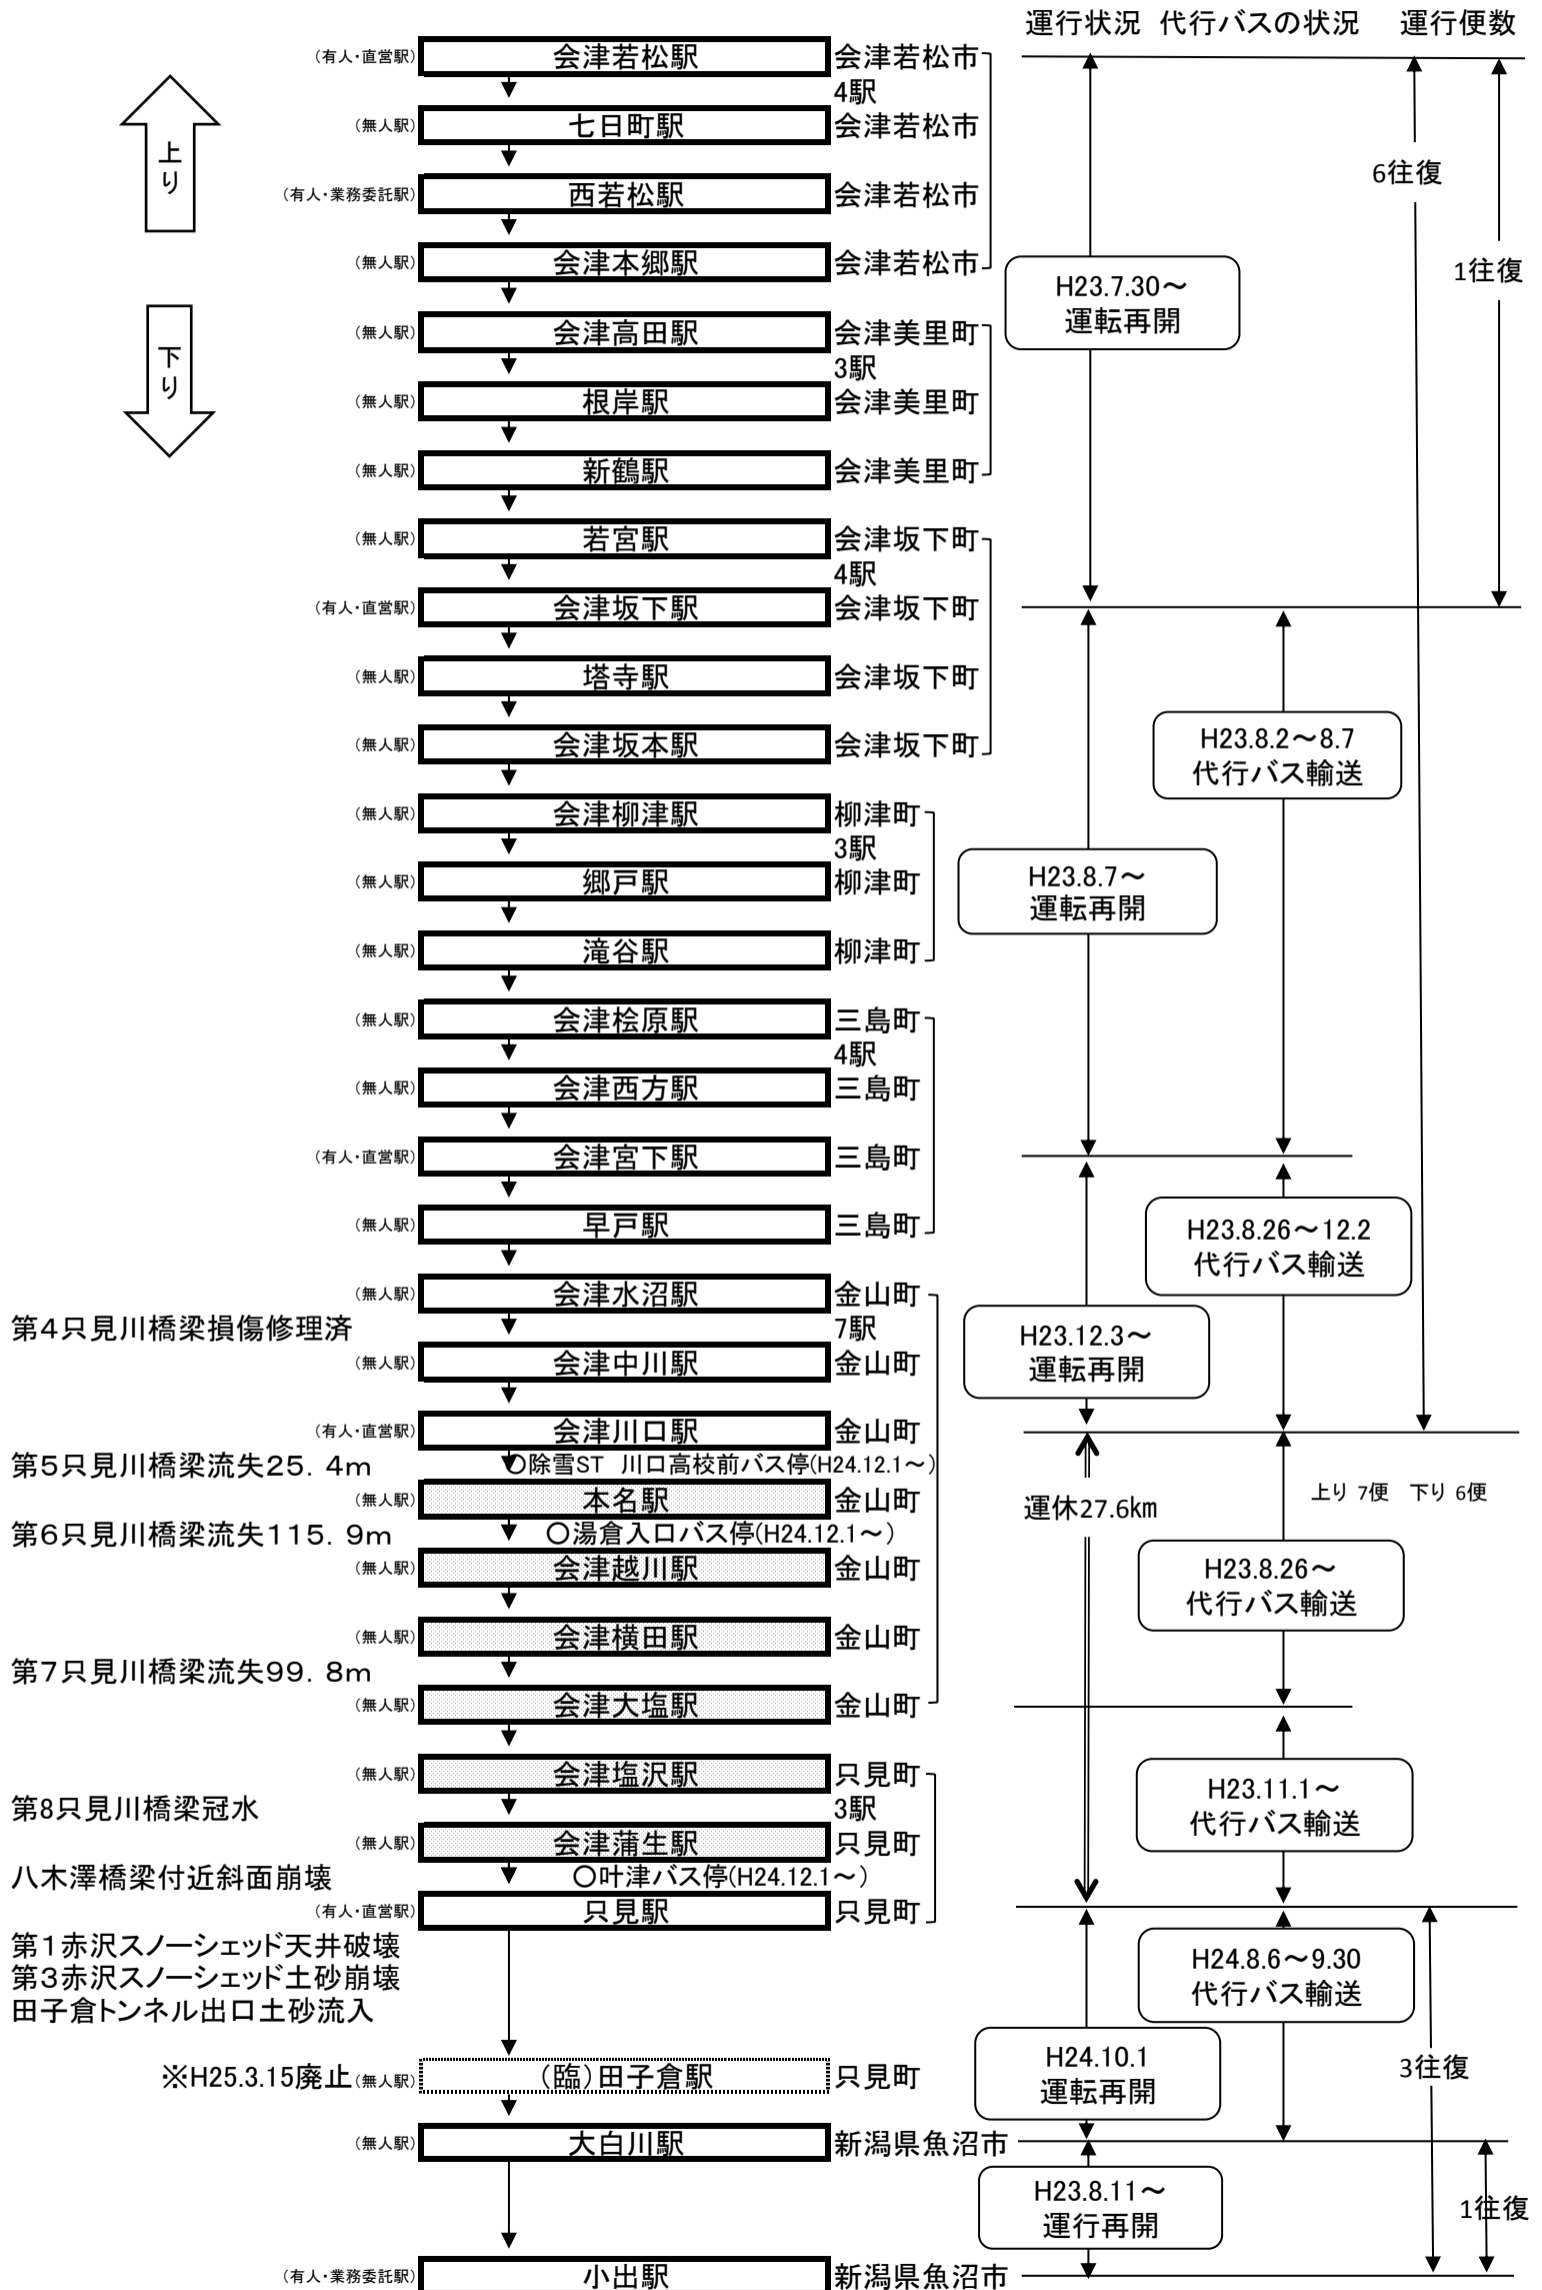 運行状況 代行バスの状況 運行便数
(有人・直営駅) 会津若松駅 会津若松市
4駅
(無人駅) 七日町駅 会津若松市
上り
6往復
(有人・業務委託駅) 西若松駅 会津若松市
(無人駅) 会津本郷駅 会津若松市
1往復
H23.7.30～
運転再開
(無人駅) 会津高田駅 会津美里町
3駅
下り
(無人駅) 根岸駅 会津美里町
(無人駅) 新鶴駅 会津美里町
(無人駅) 若宮駅 会津坂下町
4駅
(有人・直営駅) 会津坂下駅 会津坂下町
(無人駅) 塔寺駅 会津坂下町
(無人駅) 会津坂本駅 会津坂下町
H23.8.2～8.7
代行バス輸送
(無人駅) 会津柳津駅 柳津町
3駅
(無人駅) 郷戸駅 柳津町
H23.8.7～
運転再開
(無人駅) 滝谷駅 柳津町
(無人駅) 会津桧原駅 三島町
4駅
(無人駅) 会津西方駅 三島町
(有人・直営駅) 会津宮下駅 三島町
(無人駅) 早戸駅 三島町
H23.8.26～12.2
代行バス輸送
(無人駅) 会津水沼駅 金山町
第4只見川橋梁損傷修理済 7駅
H23.12.3～
運転再開
(無人駅) 会津中川駅 金山町
(有人・直営駅) 会津川口駅 金山町
第5只見川橋梁流失25.4m ○除雪ST 川口高校前バス停(H24.12.1～)
(無人駅) 本名駅 金山町
運休27.6㎞
上り 7便 下り 6便
第6只見川橋梁流失115.9m ○湯倉入口バス停(H24.12.1～)
(無人駅) 会津越川駅 金山町
H23.8.26～
代行バス輸送
(無人駅) 会津横田駅 金山町
第7只見川橋梁流失99.8m
(無人駅) 会津大塩駅 金山町
(無人駅) 会津塩沢駅 只見町
第8只見川橋梁冠水 3駅
H23.11.1～
代行バス輸送
(無人駅) 会津蒲生駅 只見町
八木澤橋梁付近斜面崩壊 ○叶津バス停(H24.12.1～)
(有人・直営駅) 只見駅 只見町
第1赤沢スノーシェッド天井破壊
第3赤沢スノーシェッド土砂崩壊
田子倉トンネル出口土砂流入
H24.8.6～9.30
代行バス輸送
H24.10.1
運転再開
3往復
※H25.3.15廃止(無人駅) (臨)田子倉駅 只見町
(無人駅) 大白川駅 新潟県魚沼市
H23.8.11～
運行再開
1往復
(有人・業務委託駅) 小出駅 新潟県魚沼市